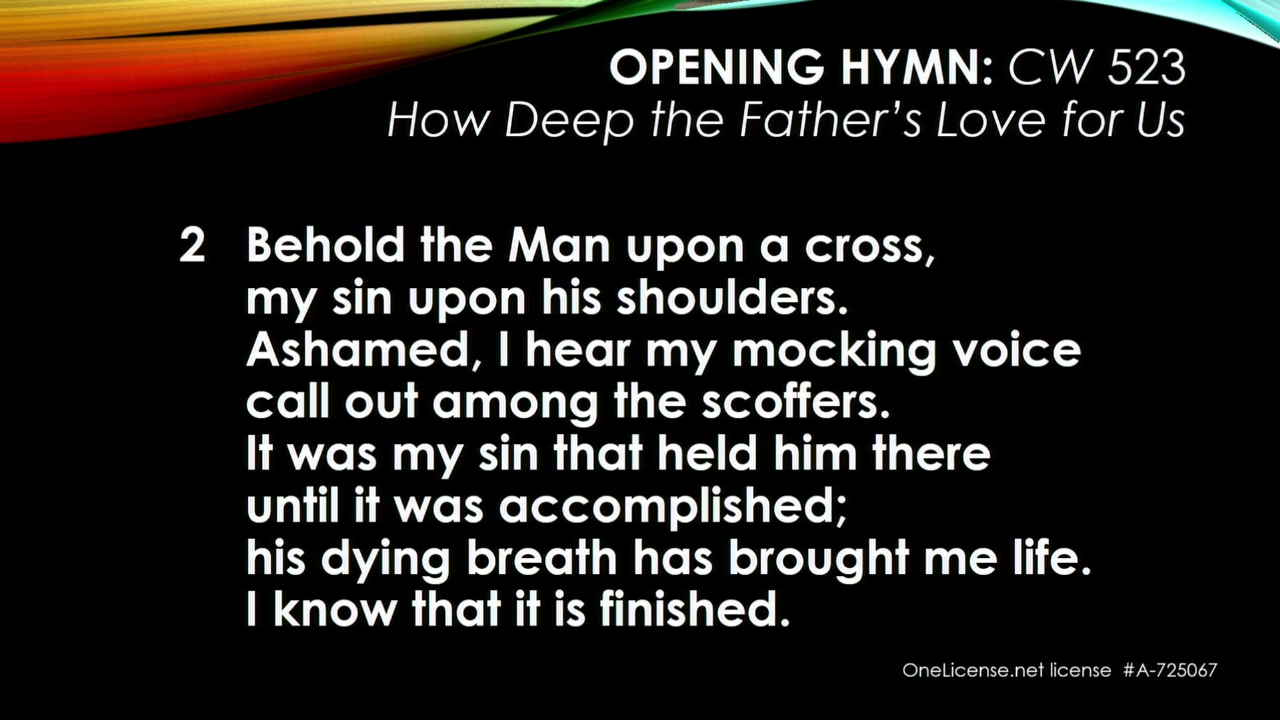 OPENING HYMN: CW 523
How Deep the Father’s Love for Us
2 Behold the Man upon a cross,
my sin upon his shoulders.
Ashamed, I hear my mocking voice
call out among the scoffers.
It was my sin that held him there
until it was accomplished;
his dying breath has brought me life.
I know that it is finished.
OneLicense.net license #A-725067